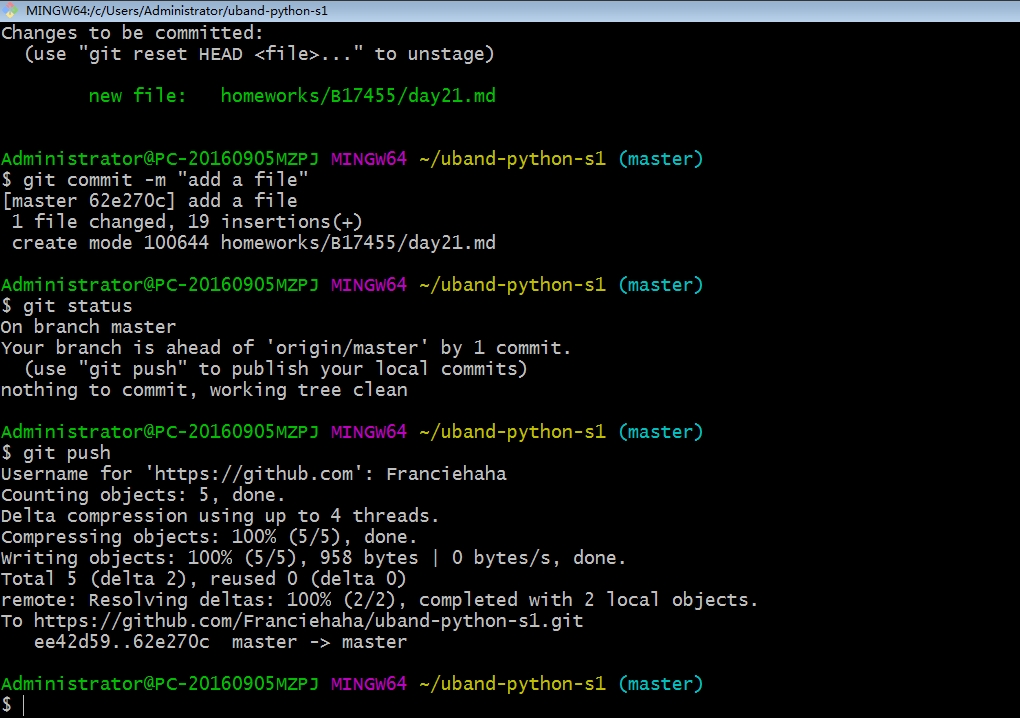 MINGW64:/c/Users/Administrator/uband-python-s1
Changes to be committed:
  (use "git reset HEAD <file>..." to unstage)
        new file:   homeworks/B17455/day21.md
Administrator@PC-20160905MZPJ MINGW64 ~/uband-python-s1 (master)
$ git commit -m "add a file"
[master 62e270c] add a file
 1 file changed, 19 insertions(+)
 create mode 100644 homeworks/B17455/day21.md
Administrator@PC-20160905MZPJ MINGW64 ~/uband-python-s1 (master)
$ git status
On branch master
Your branch is ahead of 'origin/master' by 1 commit.
  (use "git push" to publish your local commits)
nothing to commit, working tree clean
Administrator@PC-20160905MZPJ MINGW64 ~/uband-python-s1 (master)
$ git push
Username for 'https://github.com': Franciehaha
Counting objects: 5, done.
Delta compression using up to 4 threads.
Compressing objects: 100% (5/5), done.
Writing objects: 100% (5/5), 958 bytes | 0 bytes/s, done.
Total 5 (delta 2), reused 0 (delta 0)
remote: Resolving deltas: 100% (2/2), completed with 2 local objects.
To https://github.com/Franciehaha/uband-python-s1.git
   ee42d59..62e270c  master -> master
Administrator@PC-20160905MZPJ MINGW64 ~/uband-python-s1 (master)
$